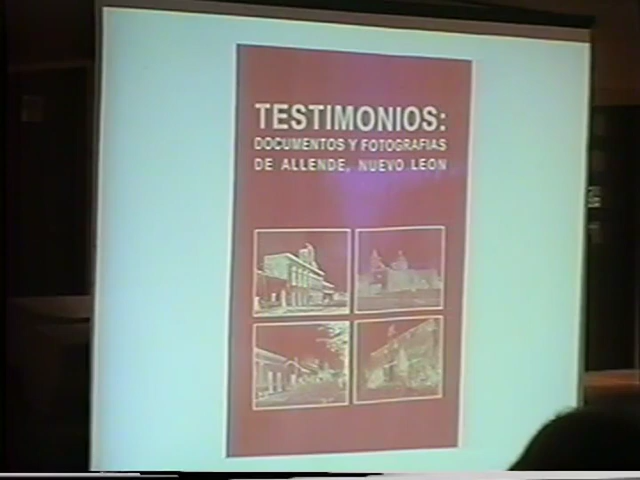 TESTIMONIOS:
DOCUMENTOS Y FOTOGRAFIAS
DE ALLENDE, NUEVO LEON